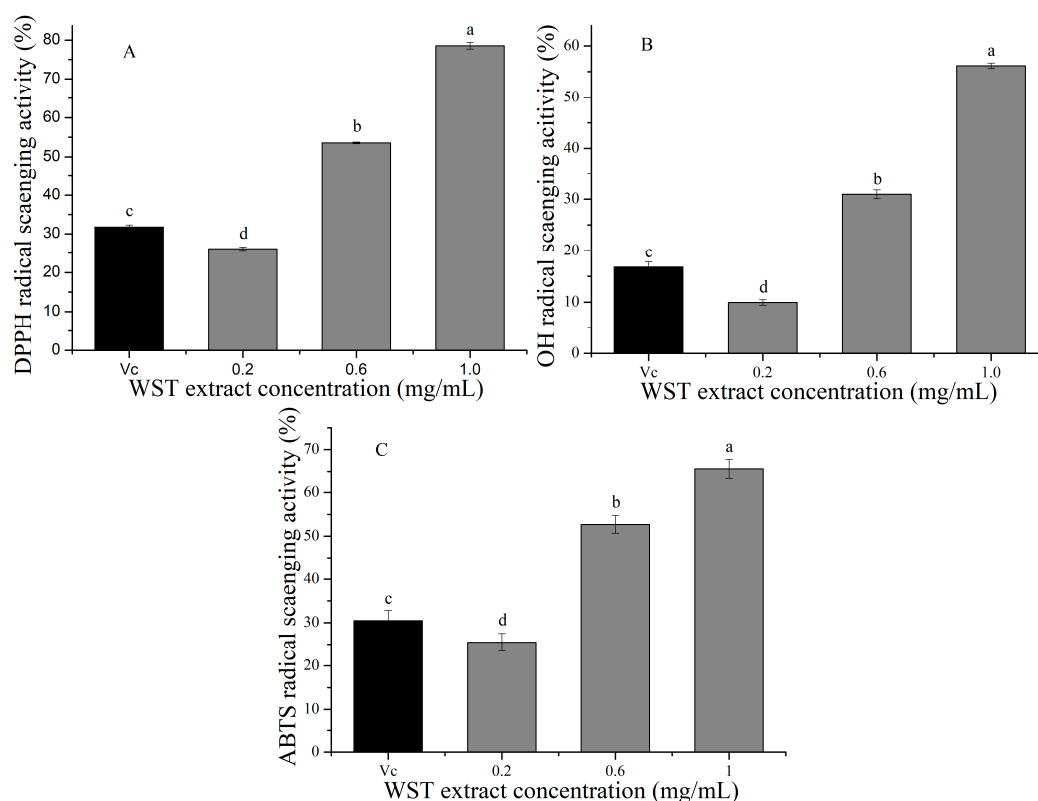 A
DPPH radical scaenging activity (%)
80
70
60
50
40
30
20
10
0
c
d
b
a
Vc
0.2
0.6
1.0
WST extract concentration (mg/mL)
B
OH radical scaenging acitivity (%)
60
50
40
30
20
10
0
c
d
b
a
Vc
0.2
0.6
1.0
WST extract concentration (mg/mL)
C
ABTS radical scaenging activity (%)
70
60
50
40
30
20
10
0
c
d
b
a
Vc
0.2
0.6
1
WST extract concentration (mg/mL)